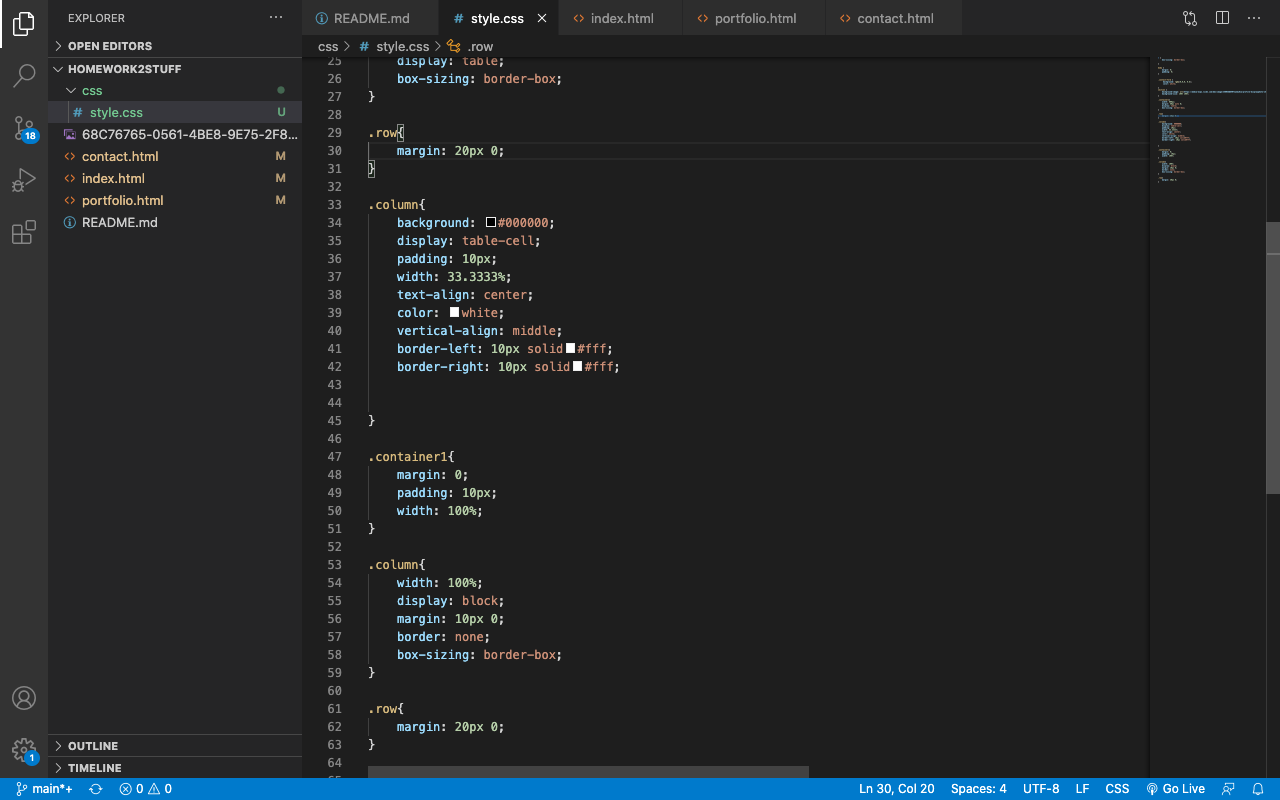 EXPLORER
README.md
# style.css
index.html
portfolio.html
contact.html
OPEN EDITORS
css > # style.css > .row
HOMEWORK2STUFF
css
# style.css U
68C76765-0561-4BE8-9E75-2F8...
contact.html M
index.html M
portfolio.html M
README.md
18
1
OUTLINE
TIMELINE
25 display: table;
26 box-sizing: border-box;
27 }
28
29 .row{
30 margin: 20px 0;
31 }
32
33 .column{
34 background: #000000;
35 display: table-cell;
36 padding: 10px;
37 width: 33.3333%;
38 text-align: center;
39 color: white;
40 vertical-align: middle;
41 border-left: 10px solid #fff;
42 border-right: 10px solid #fff;
43
44
45 }
46
47 .container1{
48 margin: 0;
49 padding: 10px;
50 width: 100%;
51 }
52
53 .column{
54 width: 100%;
55 display: block;
56 margin: 10px 0;
57 border: none;
58 box-sizing: border-box;
59 }
60
61 .row{
62 margin: 20px 0;
63 }
64
main*+ 0 0 Ln 30, Col 20 Spaces: 4 UTF-8 LF CSS Go Live